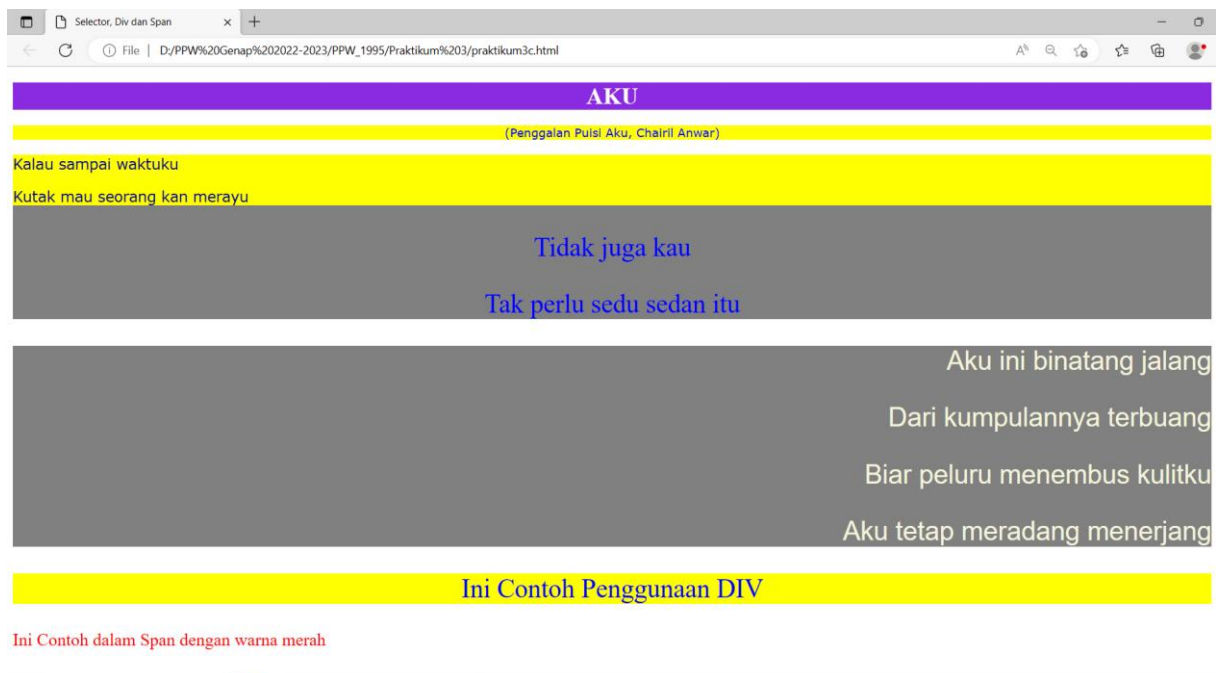 Selector, Div dan Span
File | D:/PPW%20Genap%202022-2023/PPW_1995/Praktikum%203/praktikum3c.html
AKU
(Penggalan Puisi Aku, Chairil Anwar)
Kalau sampai waktuku
Kutak mau seorang kan merayu
Tidak juga kau
Tak perlu sedu sedan itu
Aku ini binatang jalang
Dari kumpulannya terbuang
Biar peluru menembus kulitku
Aku tetap meradang menerjang
Ini Contoh Penggunaan DIV
Ini Contoh dalam Span dengan warna merah